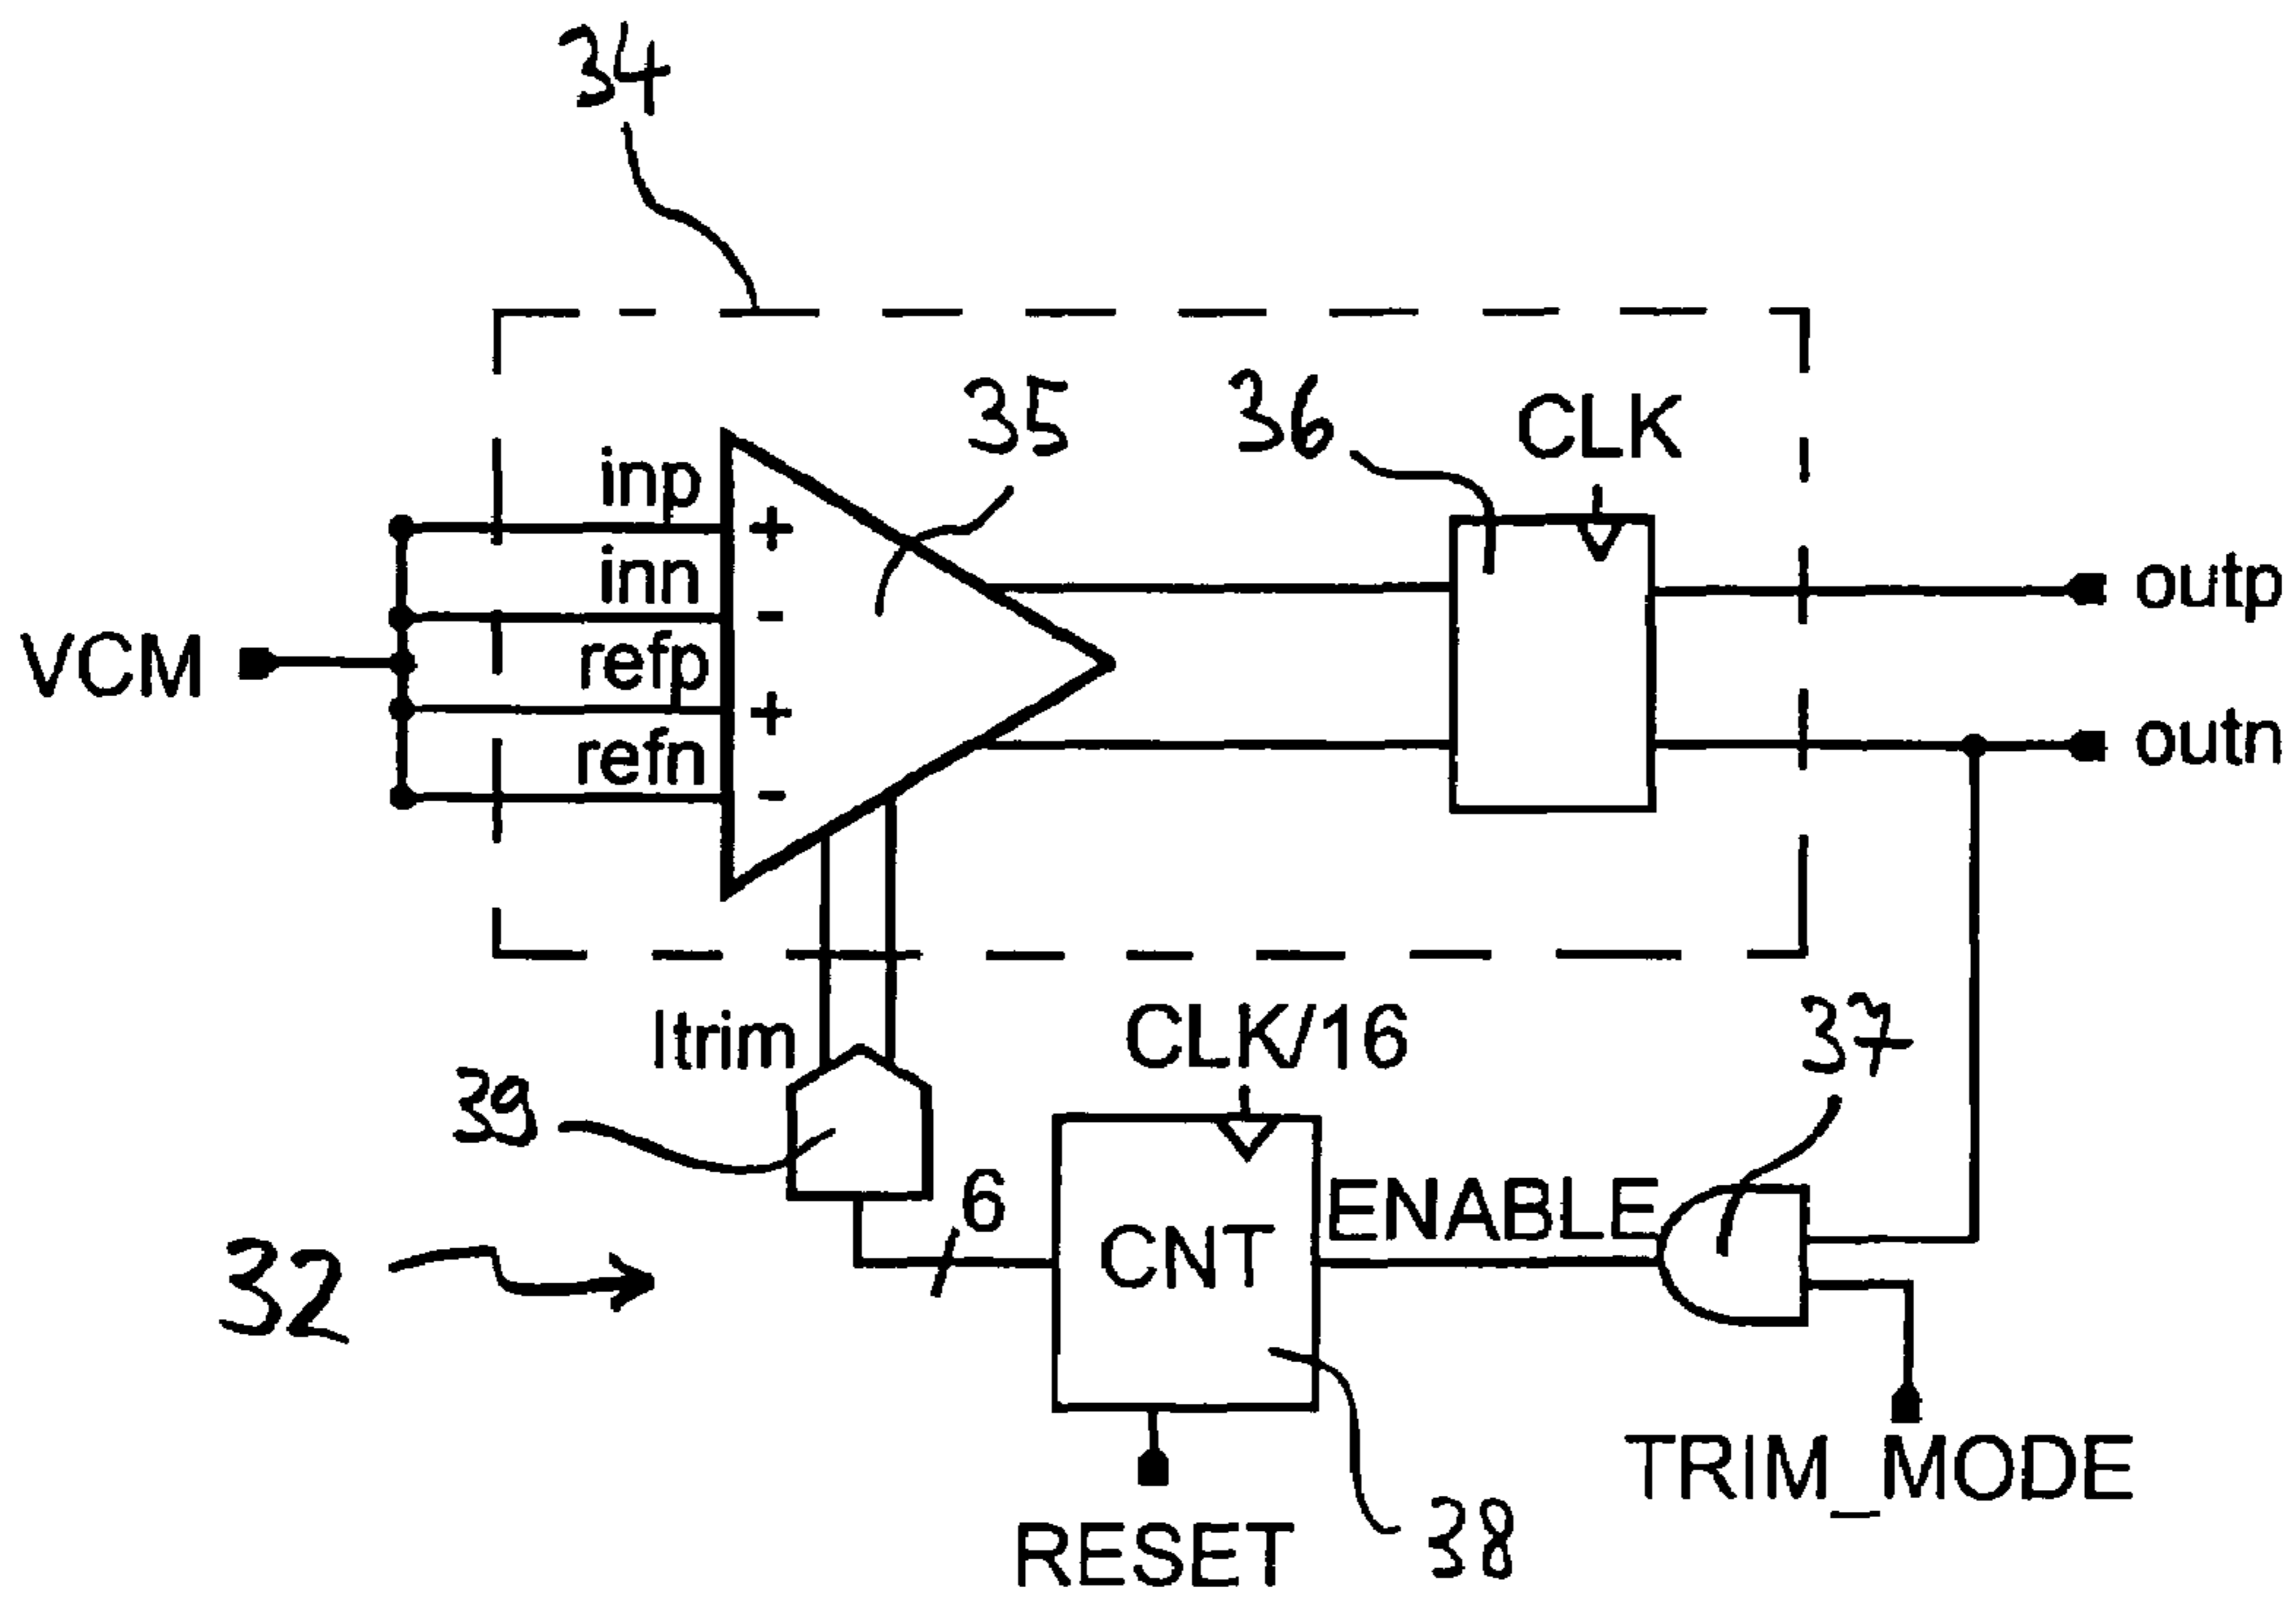 34
35
36
CLK
inp
+
inn
-
outp
VCM
refp
+
outn
refn
-
Itrim
CLK/16
37
39
6
ENABLE
CNT
32
TRIM_MODE
RESET
38